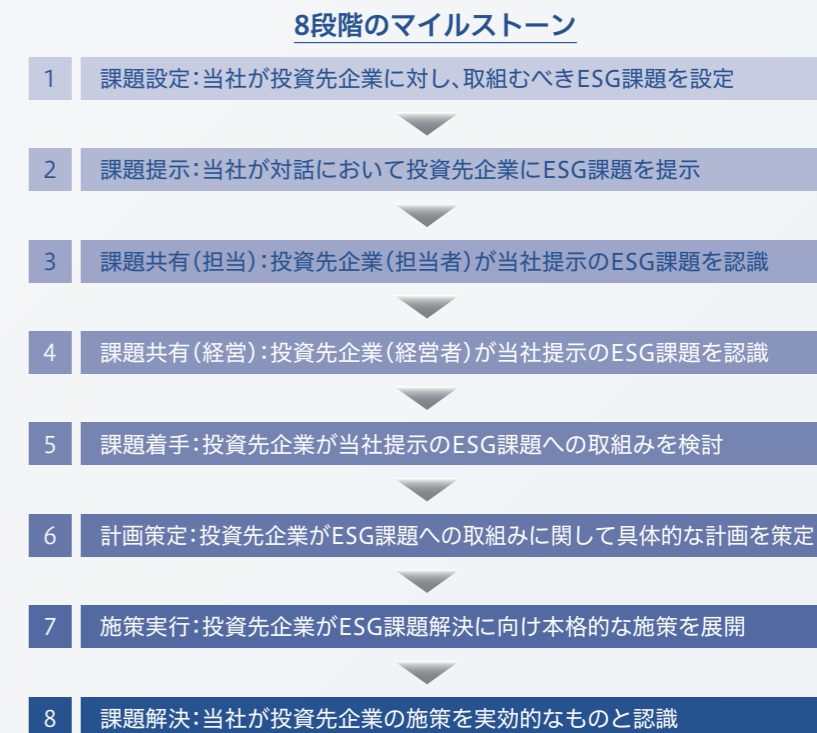 8段階のマイルストーン
1 課題設定：当社が投資先企業に対し、取組むべきESG課題を設定
2 課題提示：当社が対話において投資先企業にESG課題を提示
3 課題共有（担当）：投資先企業（担当者）が当社提示のESG課題を認識
4 課題共有（経営）：投資先企業（経営者）が当社提示のESG課題を認識
5 課題着手：投資先企業が当社提示のESG課題への取組みを検討
6 計画策定：投資先企業がESG課題への取組みに関して具体的な計画を策定
7 施策実行：投資先企業がESG課題解決に向け本格的な施策を展開
8 課題解決：当社が投資先企業の施策を実効的なものと認識